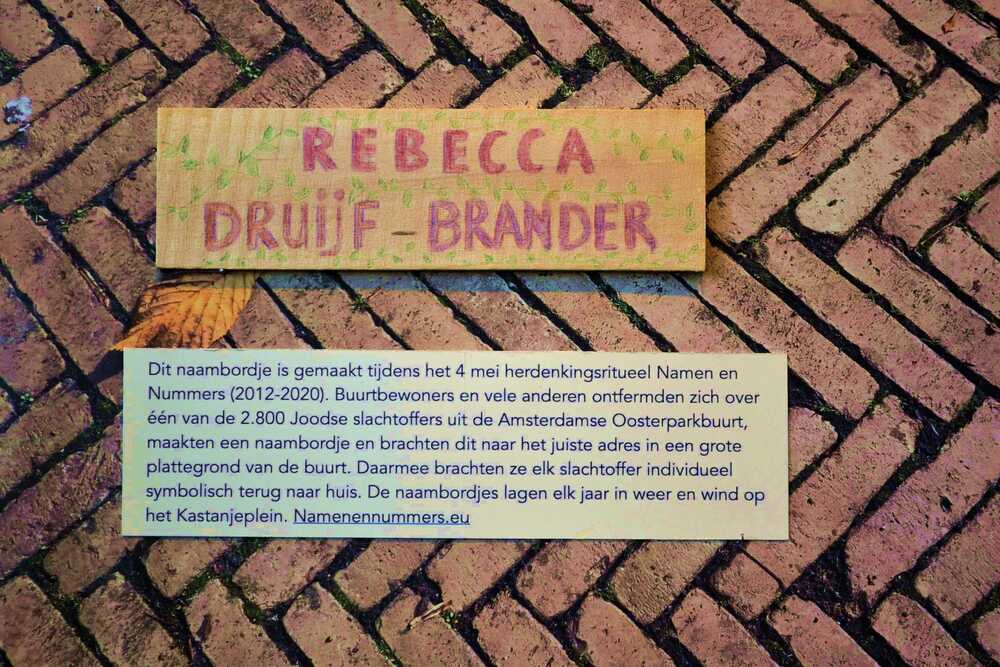 REBECCA
DRUIJF - BRANDER
Dit naambordje is gemaakt tijdens het 4 mei herdenkingsritueel Namen en
Nummers (2012-2020). Buurtbewoners en vele anderen ontfermden zich over
één van de 2.800 Joodse slachtoffers uit de Amsterdamse Oosterparkbuurt,
maakten een naambordje en brachten dit naar het juiste adres in een grote
plattegrond van de buurt. Daarmee brachten ze elk slachtoffer individueel
symbolisch terug naar huis. De naambordjes lagen elk jaar in weer en wind op
het Kastanjeplein. Namenennummers.eu